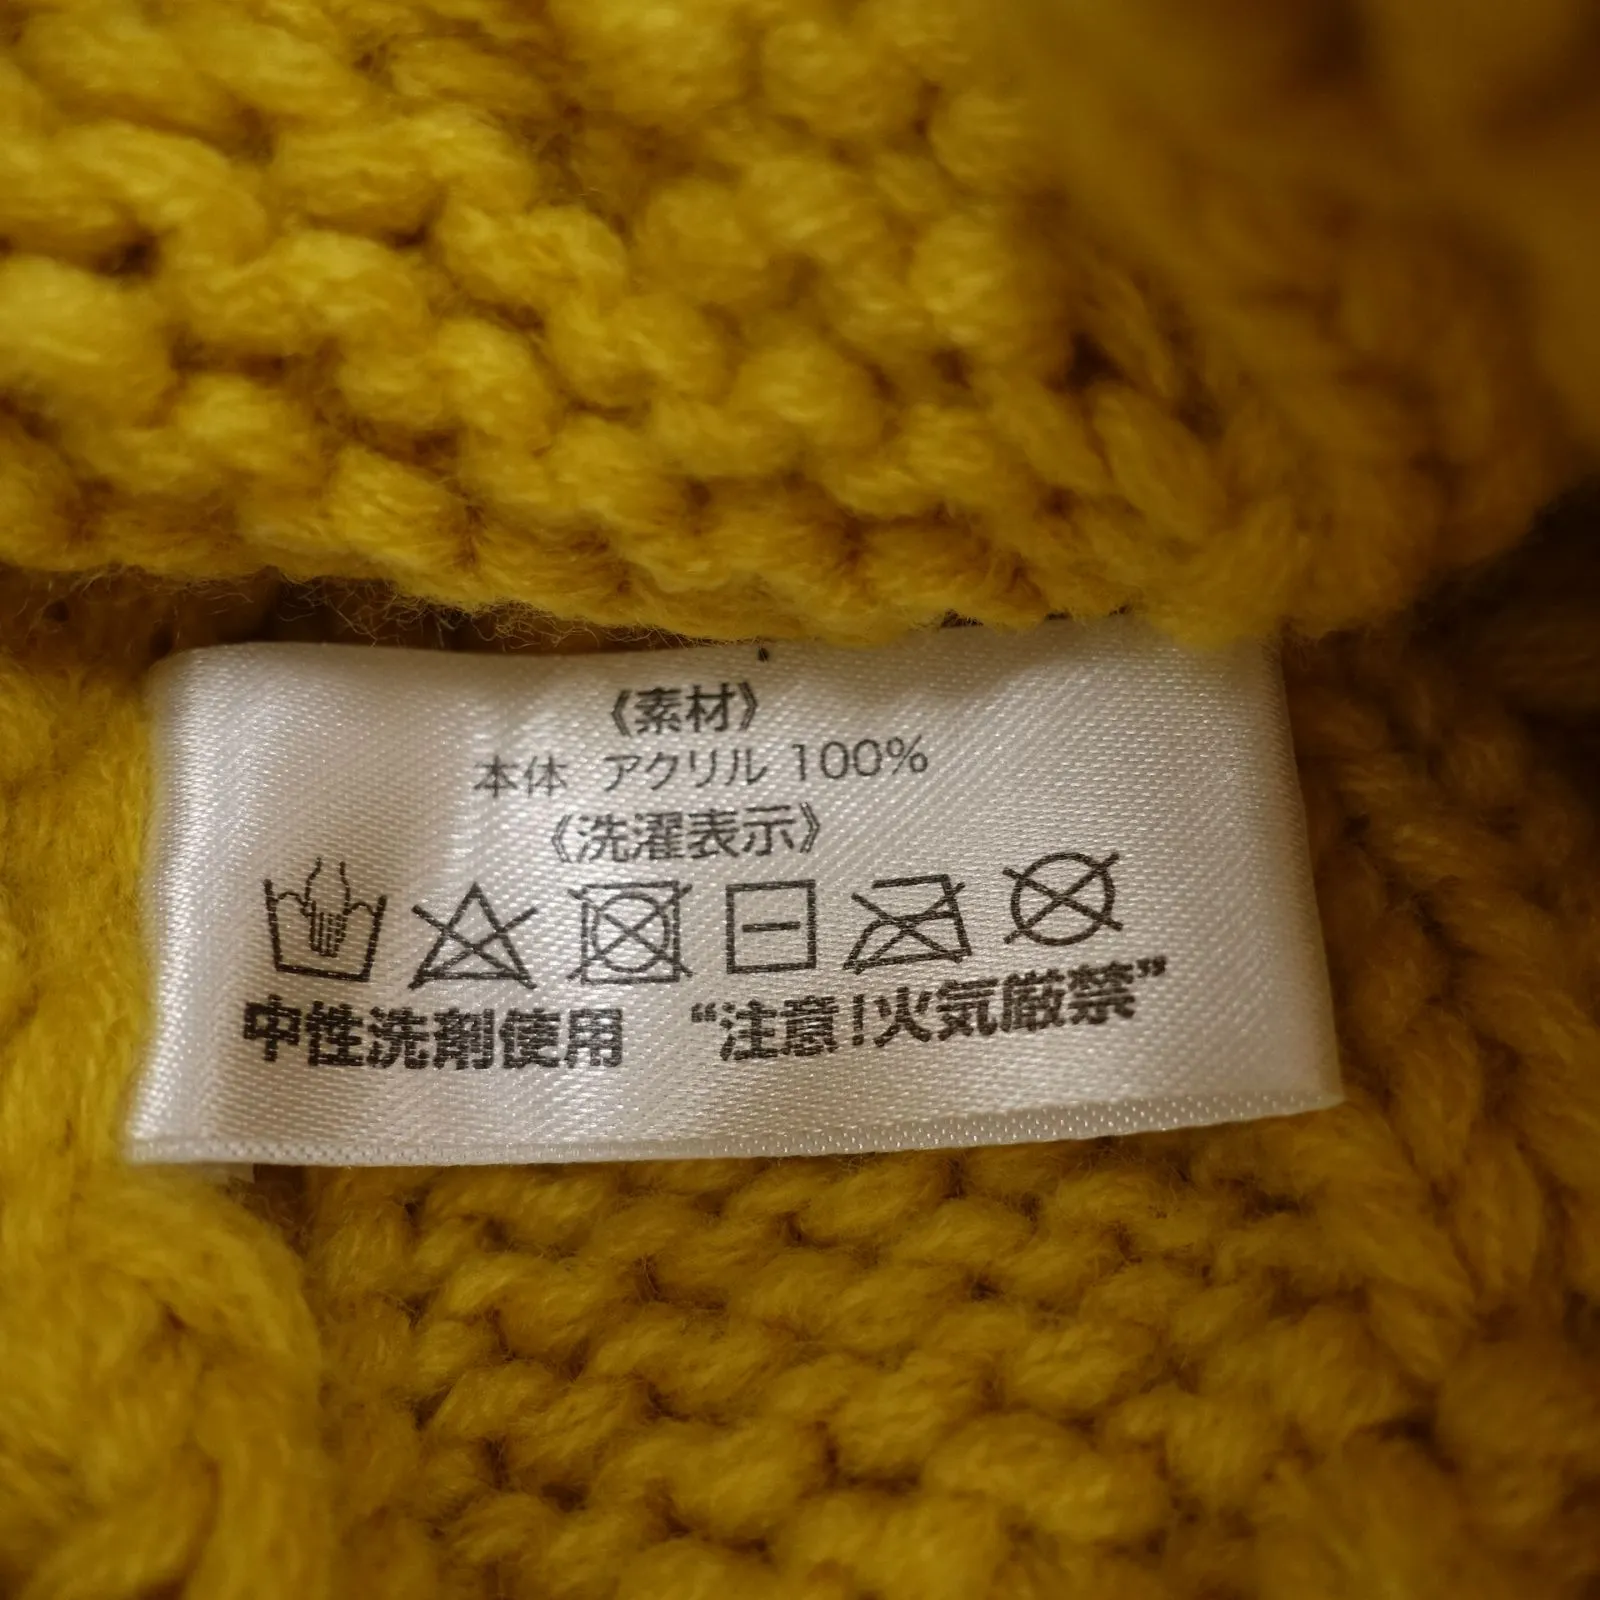 《素材》
本体 アクリル 100%
《洗濯表示》
中性洗剤使用 “注意!火気厳禁”